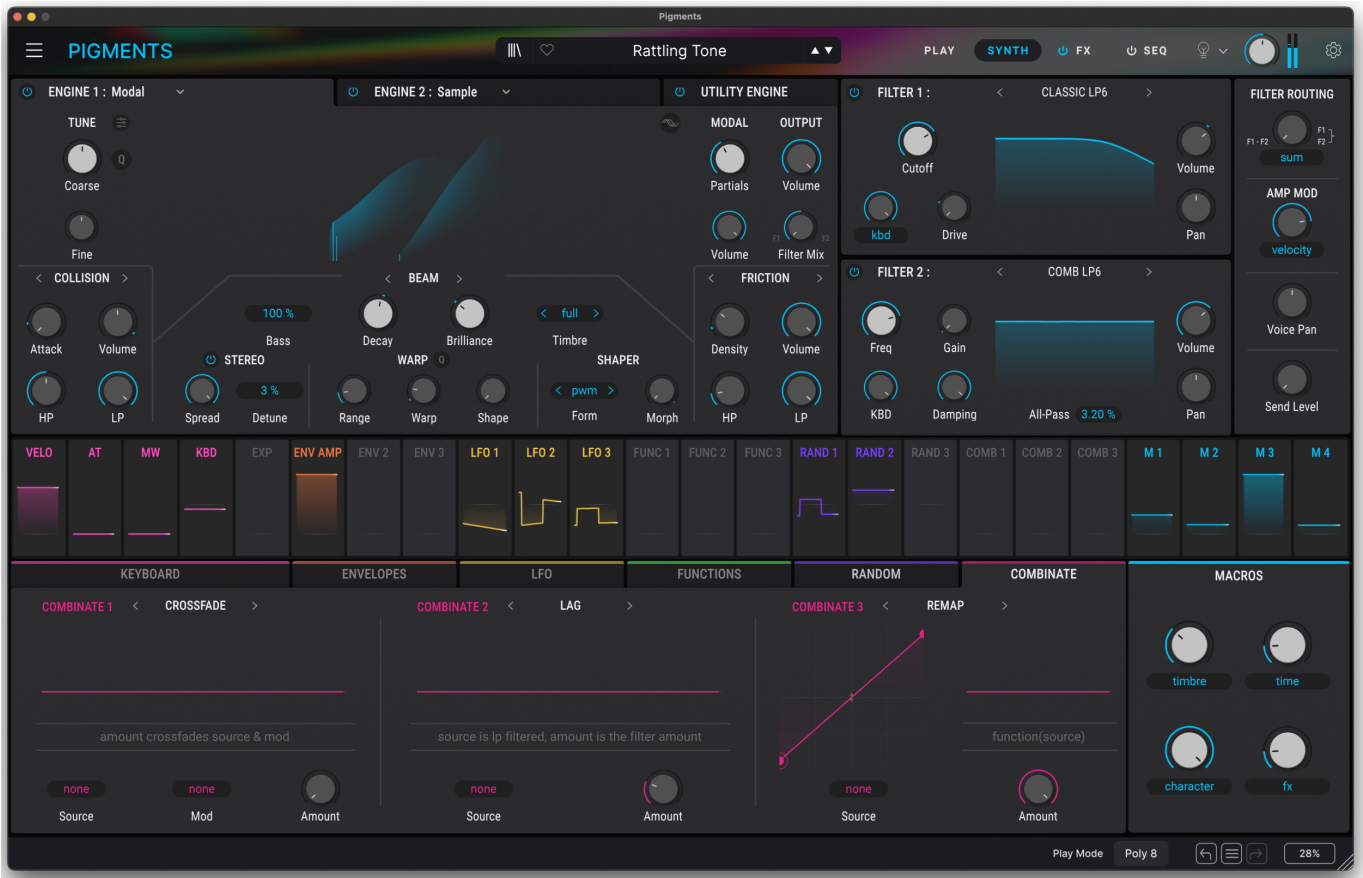 Pigments
PIGMENTS
Rattling Tone
PLAY SYNTH FX SEQ
ENGINE 1 : Modal
ENGINE 2 : Sample
UTILITY ENGINE
TUNE
Q
Coarse
Fine
MODAL OUTPUT
Partials Volume
F1 F2
Volume Filter Mix
< COLLISION >
Attack Volume
HP LP
< BEAM >
100 %
Bass
Decay
Brilliance
< full >
Timbre
STEREO
3 %
Spread Detune
WARP Q
Range Warp Shape
SHAPER
< pwm >
Form Morph
< FRICTION >
Density Volume
HP LP
FILTER 1 : < CLASSIC LP6 >
Cutoff
Volume
kbd Drive
Pan
FILTER 2 : < COMB LP6 >
Freq Gain
Volume
KBD Damping
All-Pass 3.20 %
Pan
FILTER ROUTING
F1 - F2 F1 F2
sum
AMP MOD
velocity
Voice Pan
Send Level
VELO AT MW KBD EXP ENV AMP ENV 2 ENV 3 LFO 1 LFO 2 LFO 3 FUNC 1 FUNC 2 FUNC 3 RAND 1 RAND 2 RAND 3 COMB 1 COMB 2 COMB 3 M 1 M 2 M 3 M 4
KEYBOARD ENVELOPES LFO FUNCTIONS RANDOM COMBINATE MACROS
COMBINATE 1 < CROSSFADE >
amount crossfades source & mod
none none
Source Mod Amount
COMBINATE 2 < LAG >
source is lp filtered, amount is the filter amount
none
Source Amount
COMBINATE 3 < REMAP >
function(source)
none
Source Amount
timbre time
character fx
Play Mode Poly 8 28%